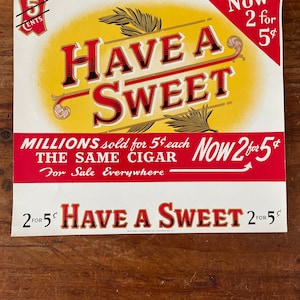 5
CENTS
Now
2 for
5¢
HAVE A
SWEET
MILLIONS sold for 5¢ each
THE SAME CIGAR
For Sale Everywhere
NOW 2 for 5¢
2 FOR 5¢ HAVE A SWEET 2 FOR 5¢